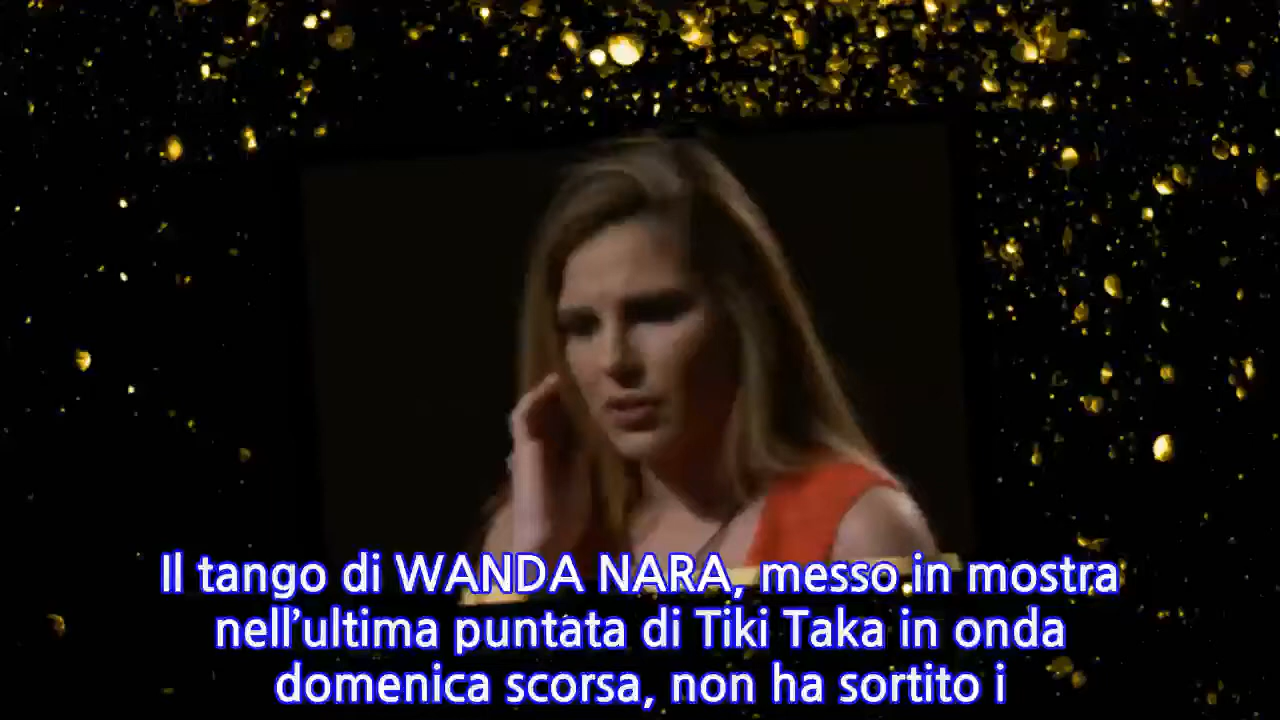 Il tango di WANDA NARA, messo in mostra
nell'ultima puntata di Tiki Taka in onda
domenica scorsa, non ha sortito i